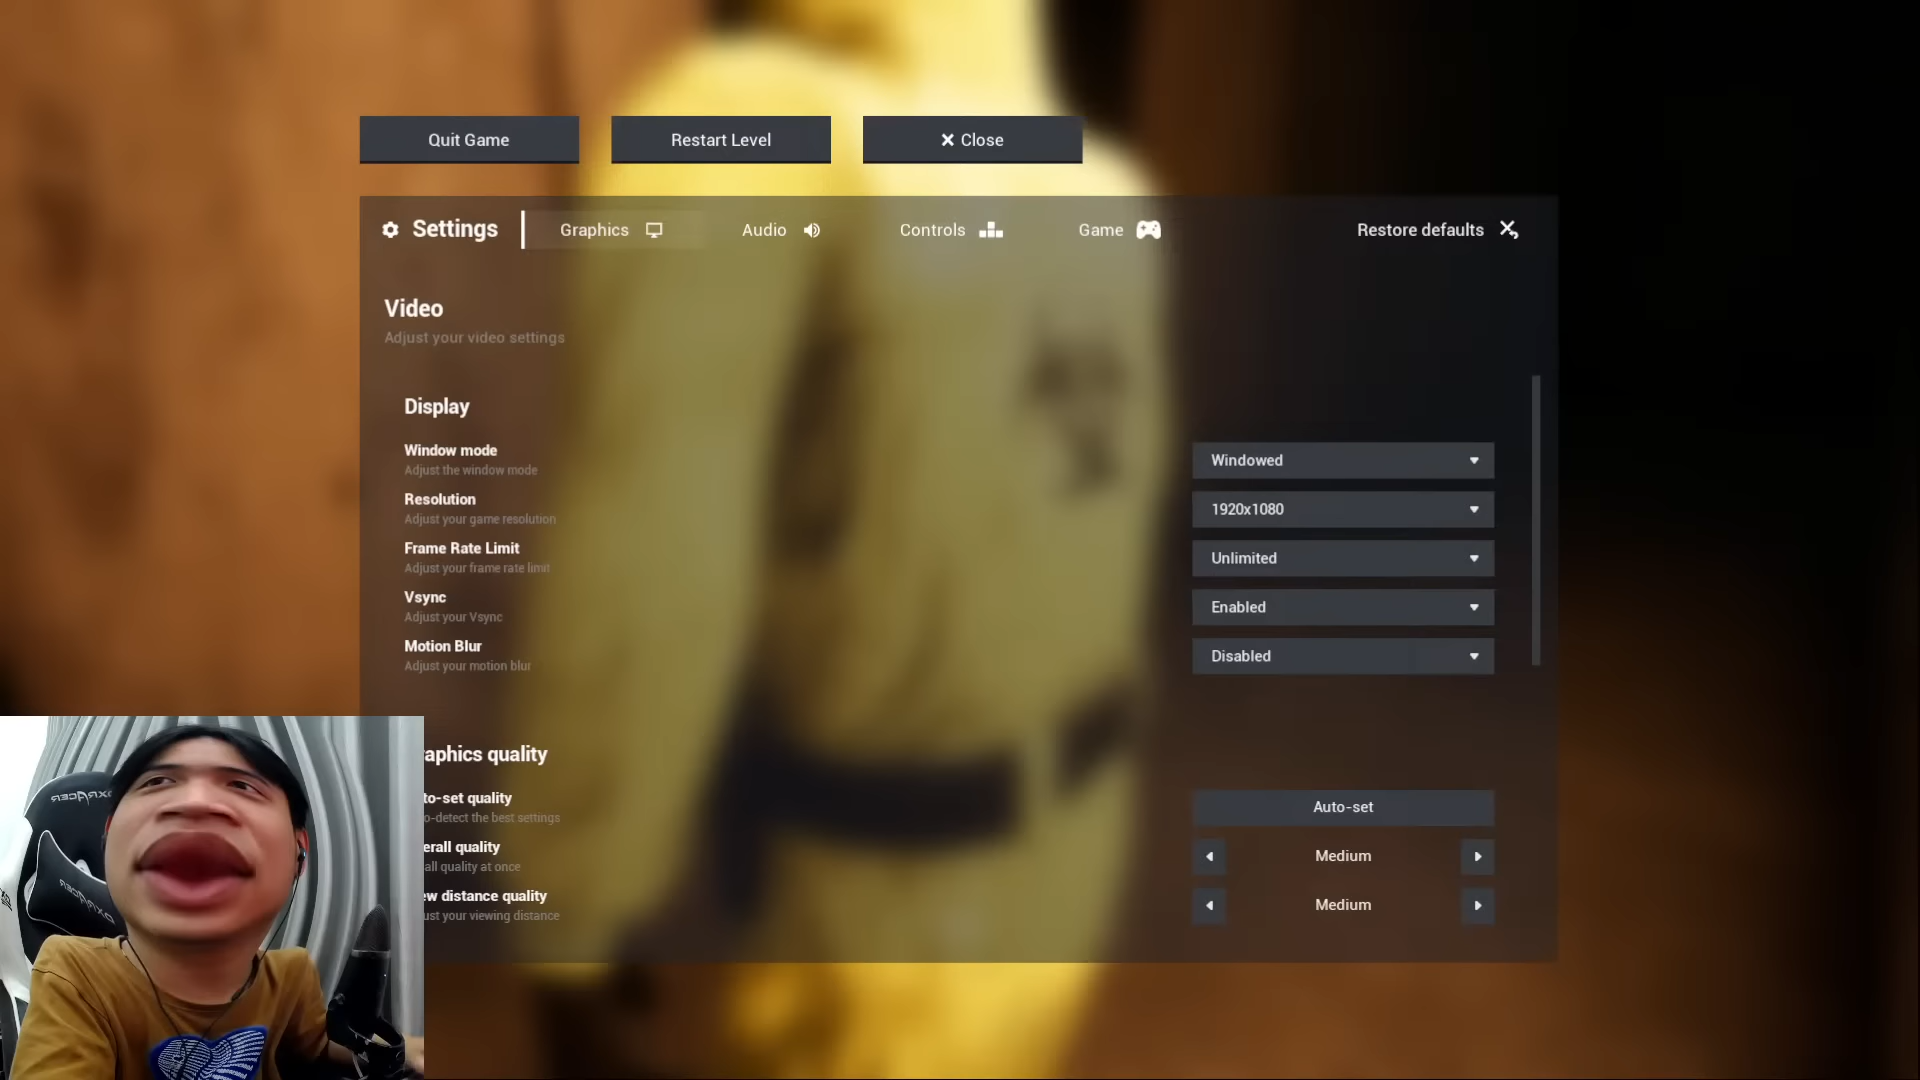 Quit Game
Restart Level
Close
Settings
Graphics
Audio
Controls
Game
Restore defaults
Video
Adjust your video settings
Display
Window mode
Adjust the window mode
Windowed
Resolution
Adjust your game resolution
1920x1080
Frame Rate Limit
Adjust your frame rate limit
Unlimited
Vsync
Adjust your Vsync
Enabled
Motion Blur
Adjust your motion blur
Disabled
aphics quality
to-set quality
o-detect the best settings
Auto-set
erall quality
all quality at once
Medium
ew distance quality
ust your viewing distance
Medium
DXRACER
DXRACER